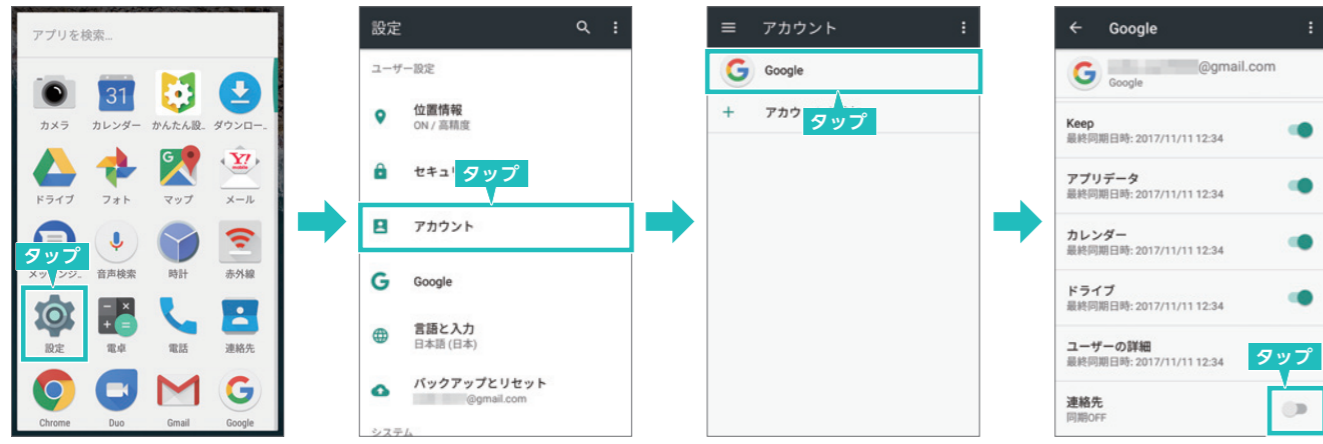 アプリを検索...
31
カメラ
カレンダー
かんたん設..
ダウンロー..
G
Y!
mobile
ドライブ
フォト
マップ
メール
タップ
メッセンジ..
音声検索
時計
赤外線
設定
電卓
電話
連絡先
Chrome
Duo
Gmail
Google
設定
ユーザー設定
位置情報
ON / 高精度
セキュ
タップ
アカウント
Google
言語と入力
日本語 (日本)
バックアップとリセット
@gmail.com
システム
アカウント
Google
アカウ
タップ
Google
@gmail.com
Google
Keep
最終同期日時: 2017/11/11 12:34
アプリデータ
最終同期日時: 2017/11/11 12:34
カレンダー
最終同期日時: 2017/11/11 12:34
ドライブ
最終同期日時: 2017/11/11 12:34
ユーザーの詳細
最終同期日時: 2017/11/11 12:34
タップ
連絡先
同期OFF